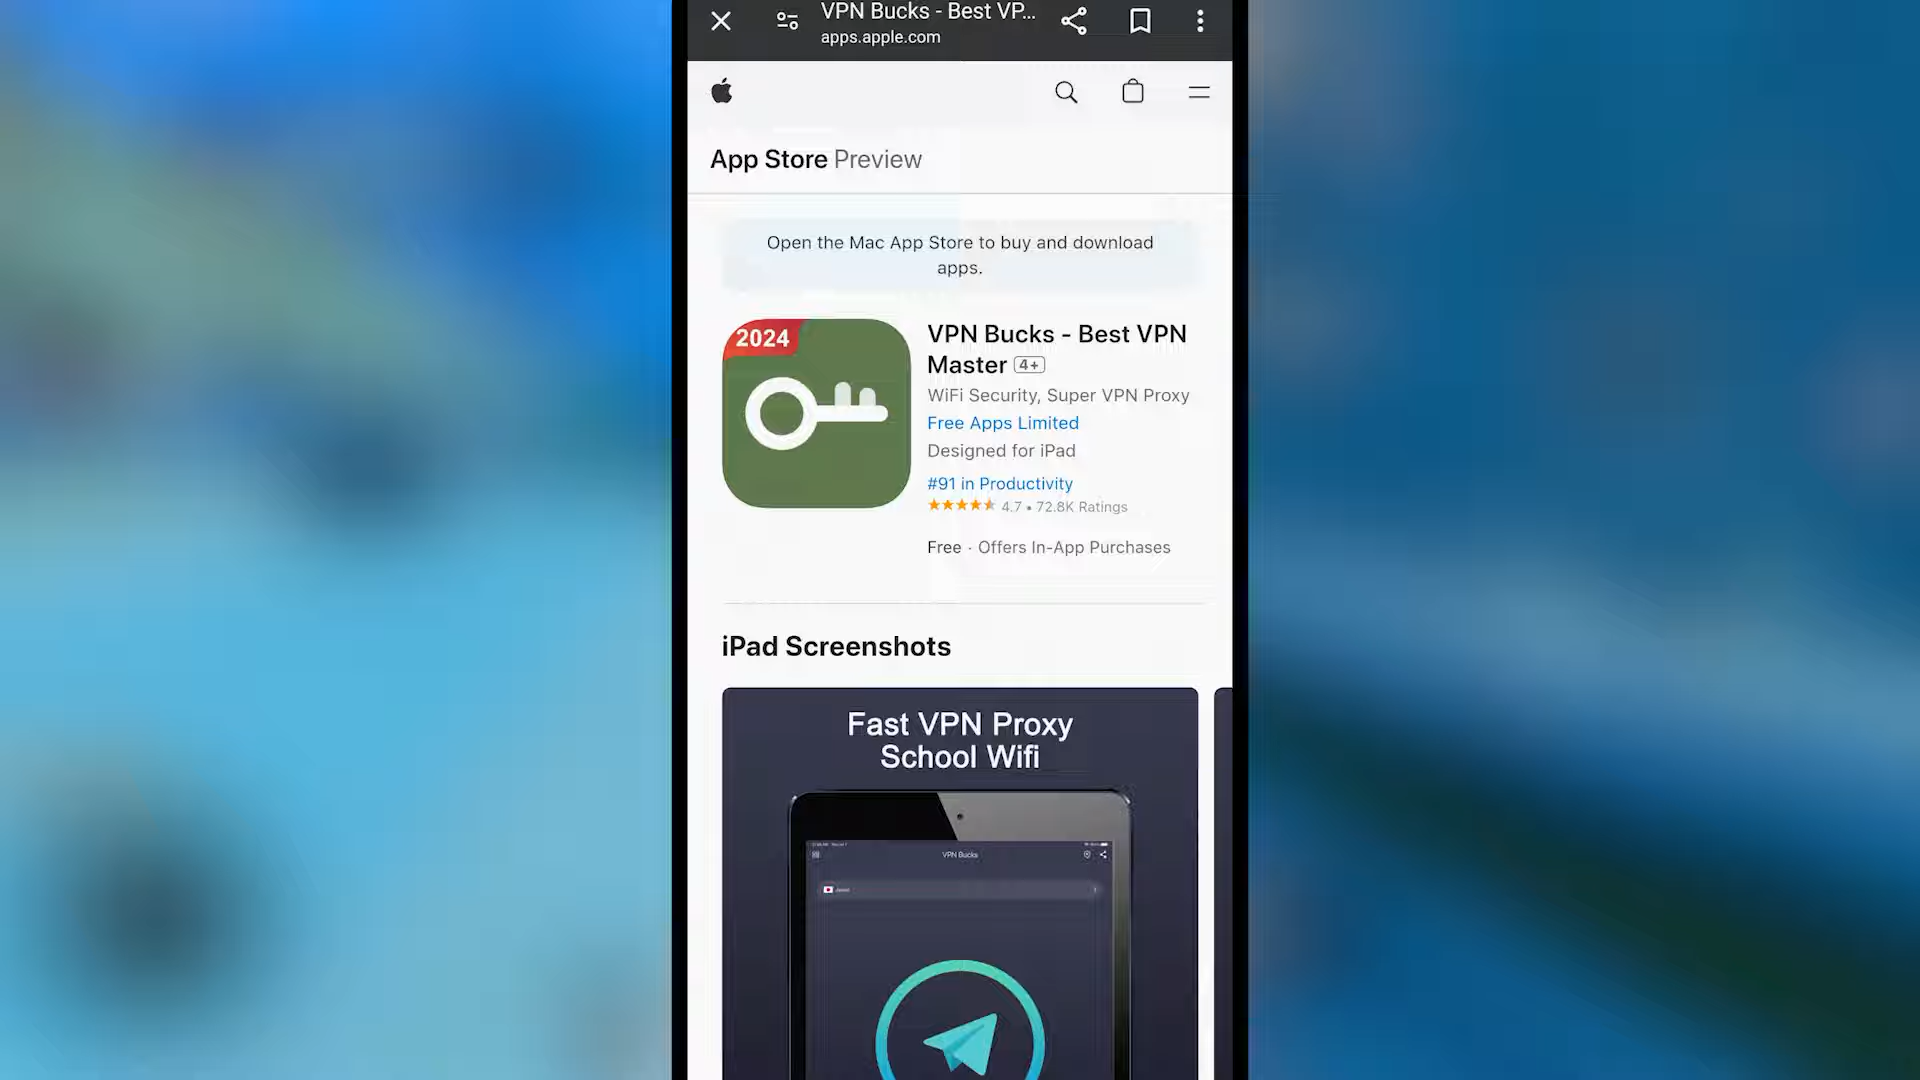 VPN Bucks - Best VP...
apps.apple.com
App Store Preview
Open the Mac App Store to buy and download
apps.
2024
VPN Bucks - Best VPN
Master 4+
WiFi Security, Super VPN Proxy
Free Apps Limited
Designed for iPad
#91 in Productivity
4.7 • 72.8K Ratings
Free · Offers In-App Purchases
iPad Screenshots
Fast VPN Proxy
School Wifi
VPN Bucks